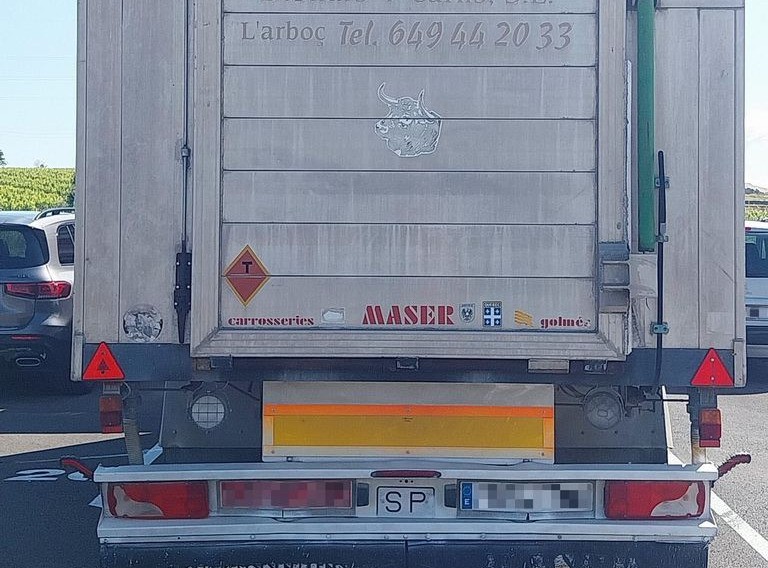 L'arboç Tel. 649 44 20 33
T
carrosseries MASER golmés
SP
E